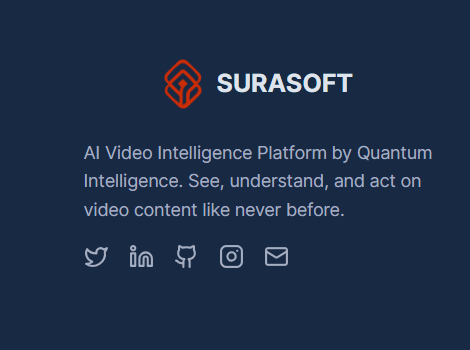 SURASOFT
AI Video Intelligence Platform by Quantum
Intelligence. See, understand, and act on
video content like never before.